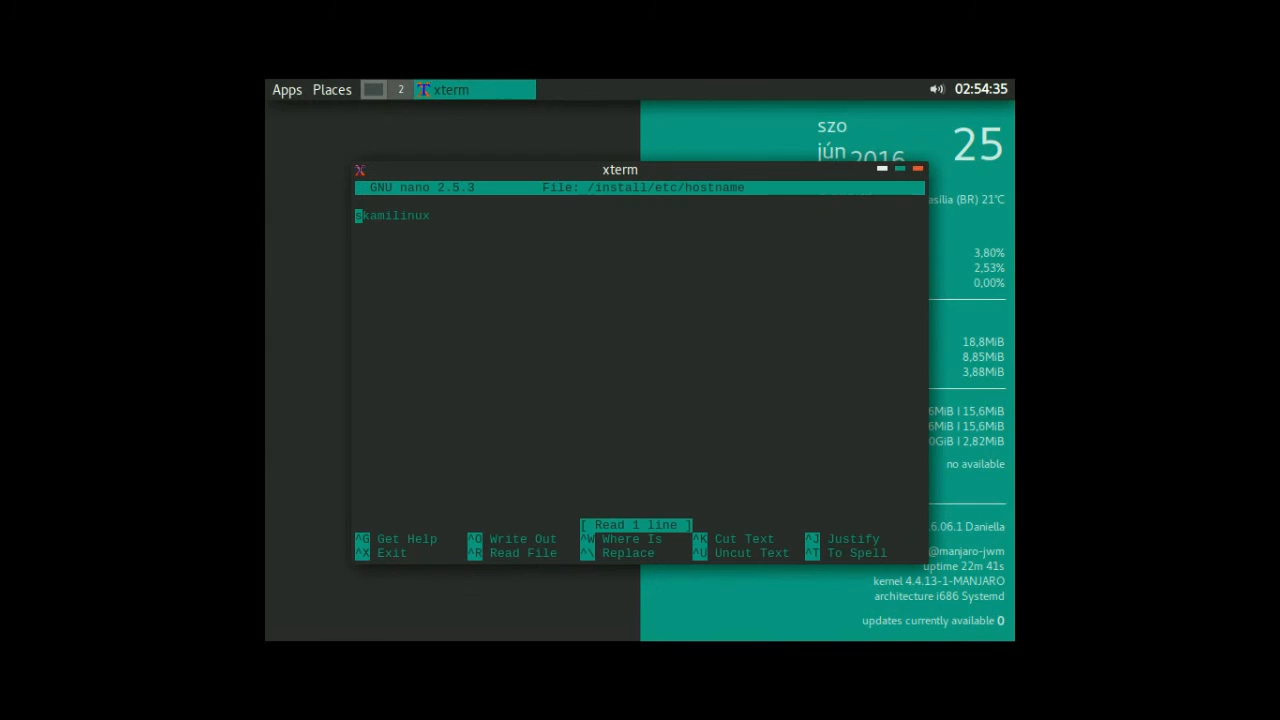 Apps Places 2 xterm 02:54:35
szo 25
jún 2016
xterm
GNU nano 2.5.3 File: /install/etc/hostname
(BR) 21°C
skamilinux
3,80%
2,53%
0,00%
18,8MiB
8,85MiB
3,88MiB
6MiB | 15,6MiB
6MiB | 15,6MiB
0GiB | 2,82MiB
no available
[ Read 1 line ]
6.06.1 Daniella
^G Get Help ^O Write Out ^W Where Is ^K Cut Text ^J Justify
^X Exit ^R Read File ^\ Replace ^U Uncut Text ^T To Spell
@manjaro-jwm
uptime 22m 41s
kernel 4.4.13-1-MANJARO
architecture i686 Systemd
updates currently available 0